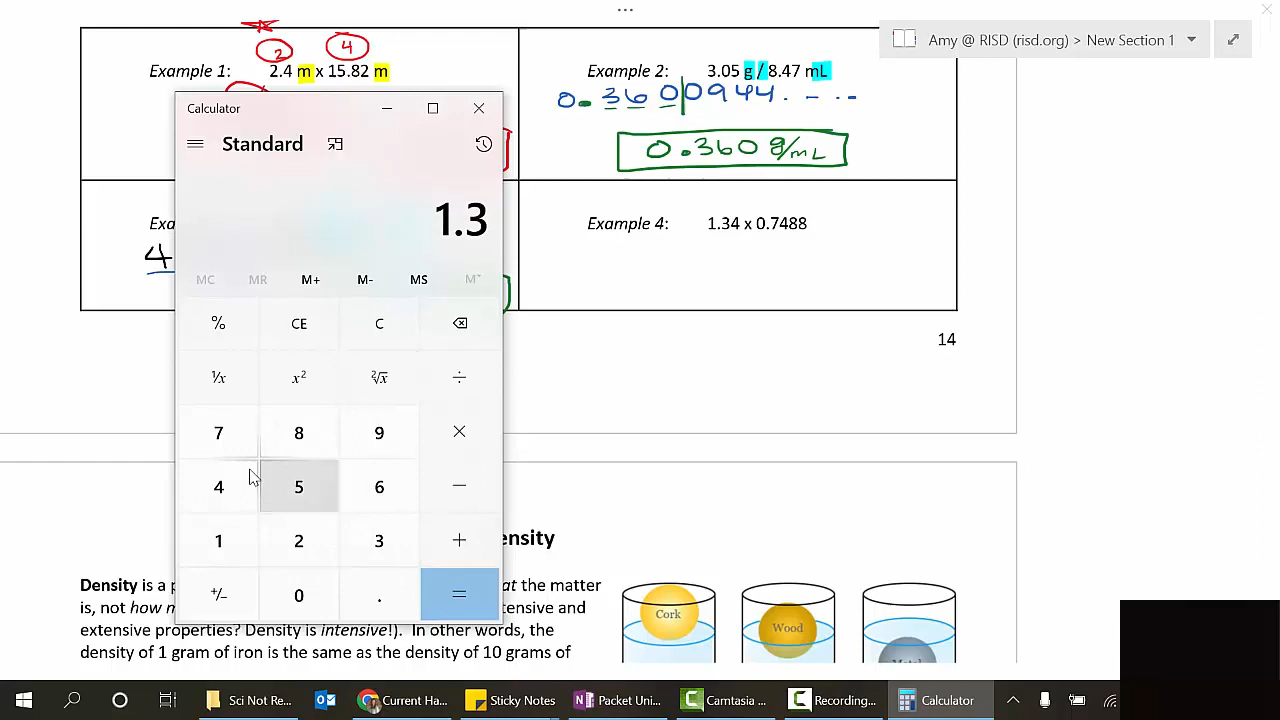 ...
Amy @ RISD (risd.org) > New Section 1
2 4
Example 1: 2.4 m x 15.82 m
Example 2: 3.05 g / 8.47 mL
0.3600944. - - ..
0.360 g/mL
Calculator
Standard
1.3
MC MR M+ M- MS M˅
% CE C
¹/x x² ²√x ÷
7 8 9 ×
4 5 6 −
1 2 3 +
+/− 0 . =
Exa
4
Example 4: 1.34 x 0.7488
14
ensity
Density is a p at the matter
is, not how m tensive and
extensive properties? Density is intensive!). In other words, the
density of 1 gram of iron is the same as the density of 10 grams of
Cork
Wood
Sci Not Re... Current Ha... Sticky Notes Packet Uni... Camtasia ... Recording... Calculator